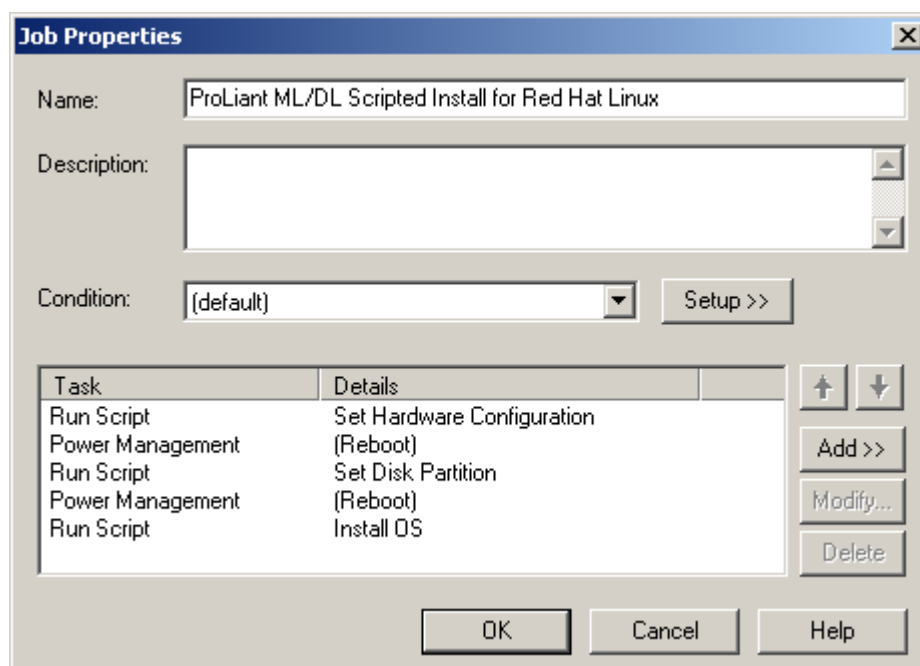 Job Properties
Name: ProLiant ML/DL Scripted Install for Red Hat Linux
Description:
Condition: (default) Setup >>
Task Details
Run Script Set Hardware Configuration
Power Management (Reboot)
Run Script Set Disk Partition
Power Management (Reboot)
Run Script Install OS
Add >>
Modify...
Delete
OK Cancel Help